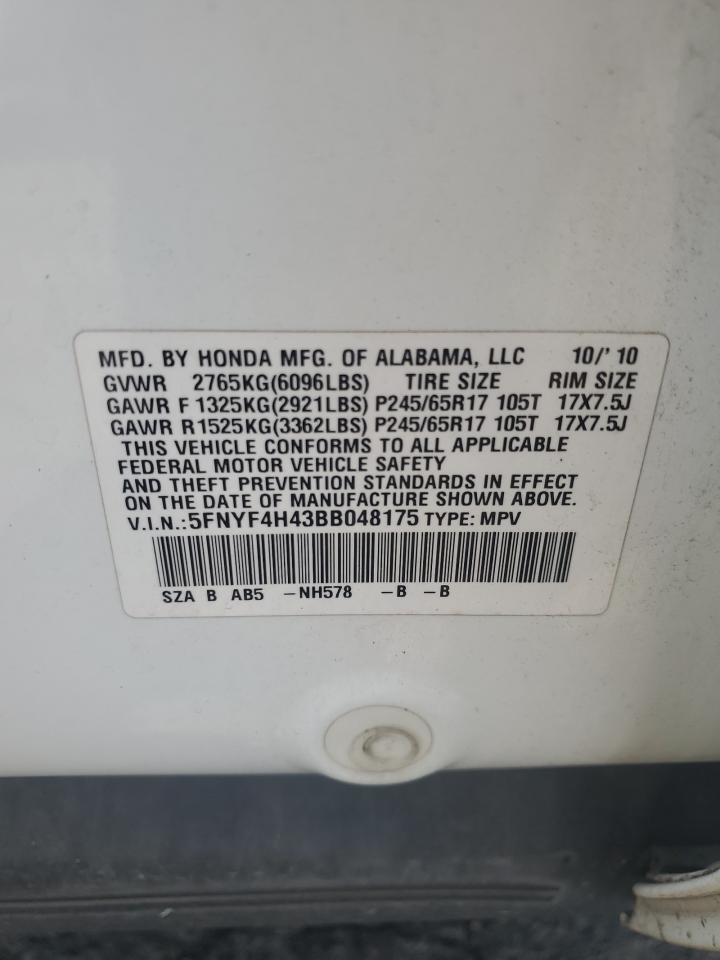 MFD. BY HONDA MFG. OF ALABAMA, LLC 10/'10
GVWR 2765KG(6096LBS) TIRE SIZE RIM SIZE
GAWR F 1325KG(2921LBS) P245/65R17 105T 17X7.5J
GAWR R1525KG(3362LBS) P245/65R17 105T 17X7.5J
THIS VEHICLE CONFORMS TO ALL APPLICABLE
FEDERAL MOTOR VEHICLE SAFETY
AND THEFT PREVENTION STANDARDS IN EFFECT
ON THE DATE OF MANUFACTURE SHOWN ABOVE.
V.I.N.:5FNYF4H43BB048175 TYPE: MPV
SZA B AB5 -NH578 -B -B